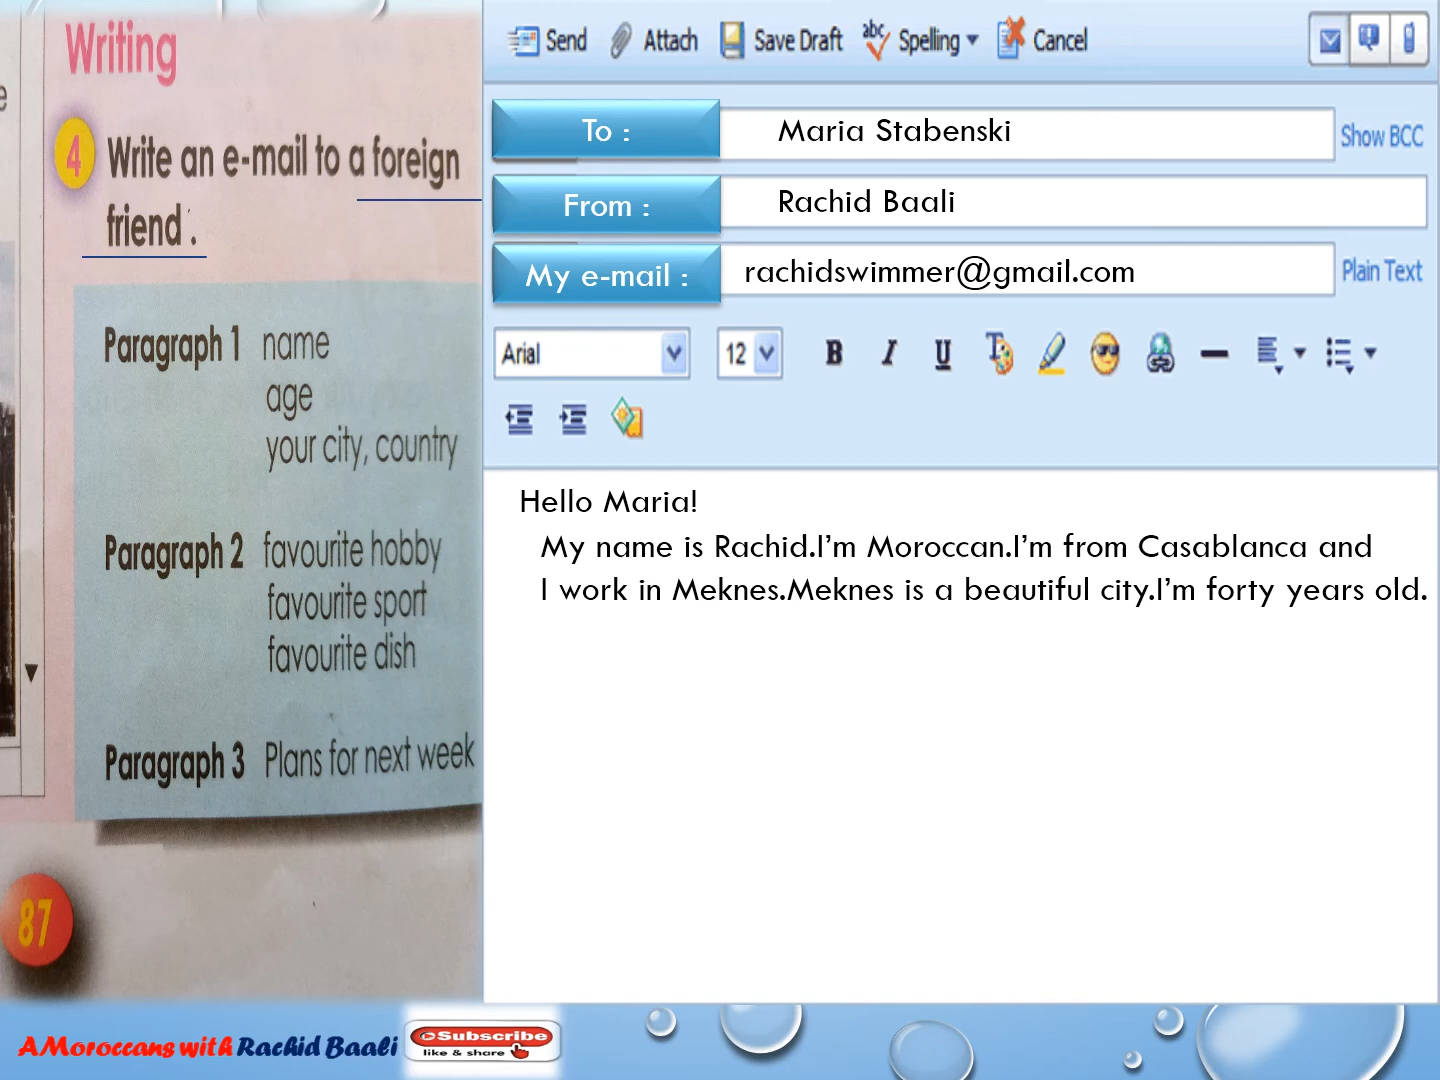 Writing
4 Write an e-mail to a foreign
friend .
Paragraph 1 name
age
your city, country
Paragraph 2 favourite hobby
favourite sport
favourite dish
Paragraph 3 Plans for next week
87
Send Attach Save Draft Spelling Cancel
To : Maria Stabenski Show BCC
From : Rachid Baali
My e-mail : rachidswimmer@gmail.com Plain Text
Arial 12 B I U
Hello Maria!
My name is Rachid.I'm Moroccan.I'm from Casablanca and
I work in Meknes.Meknes is a beautiful city.I'm forty years old.
AMoroccans with Rachid Baali
Subscribe
like & share